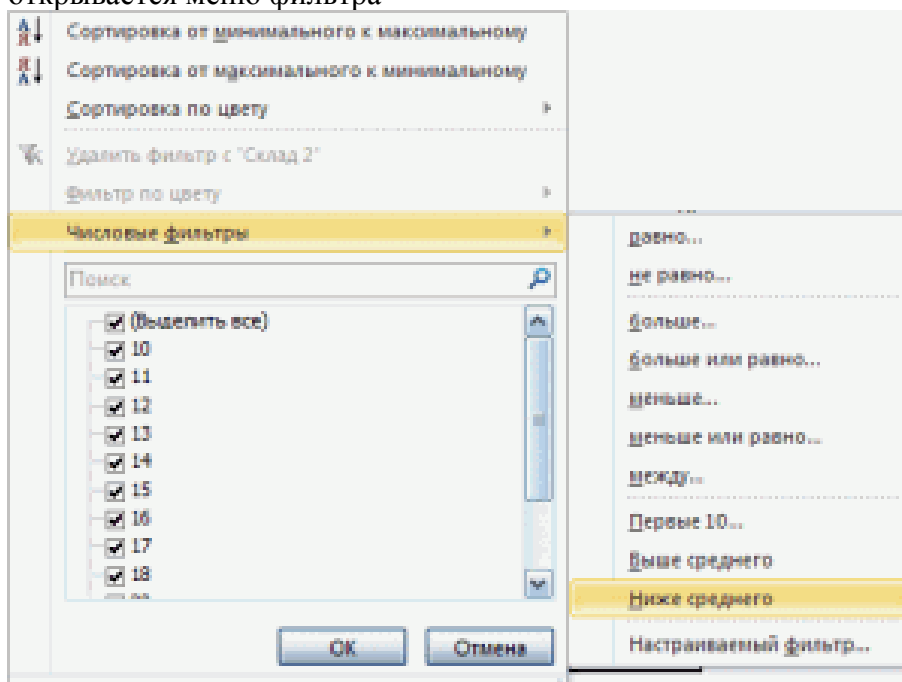 открывается меню фильтра
Сортировка от минимального к максимальному
Сортировка от максимального к минимальному
Сортировка по цвету
Удалить фильтр с "Склад 2"
Фильтр по цвету
Числовые фильтры
Поиск
(Выделить все)
10
11
12
13
14
15
16
17
18
ОК
Отмена
равно...
не равно...
больше...
больше или равно...
меньше...
меньше или равно...
между...
Первые 10...
Выше среднего
Ниже среднего
Настраиваемый фильтр...